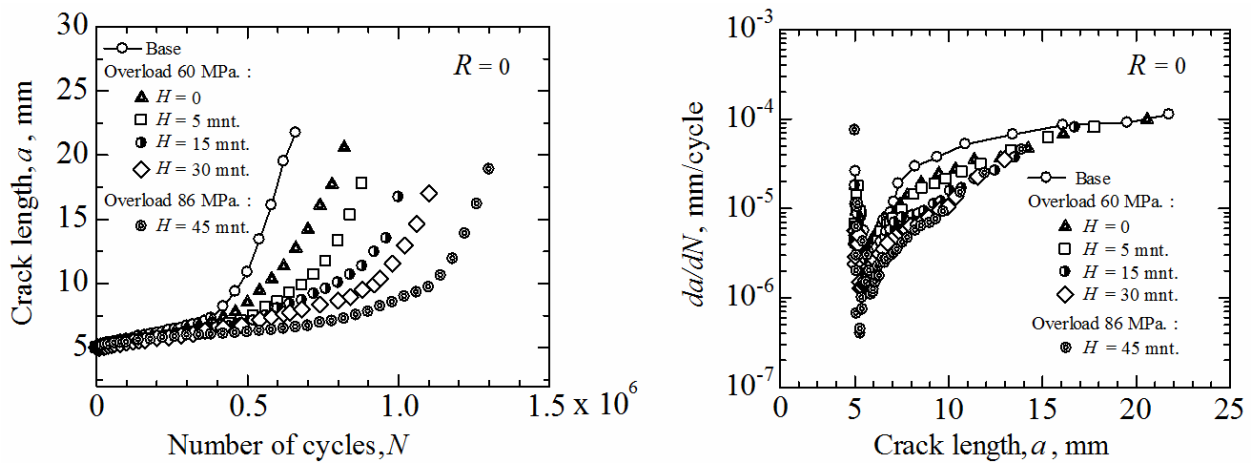 30
25
20
15
10
5
Crack length, a , mm
R = 0
Base
Overload 60 MPa. :
H = 0
H = 5 mnt.
H = 15 mnt.
H = 30 mnt.
Overload 86 MPa. :
H = 45 mnt.
0 0.5 1.0 1.5 x 10^6
Number of cycles, N
10^-3
10^-4
10^-5
10^-6
10^-7
da/dN, mm/cycle
R = 0
Base
Overload 60 MPa. :
H = 0
H = 5 mnt.
H = 15 mnt.
H = 30 mnt.
Overload 86 MPa. :
H = 45 mnt.
0 5 10 15 20 25
Crack length, a , mm